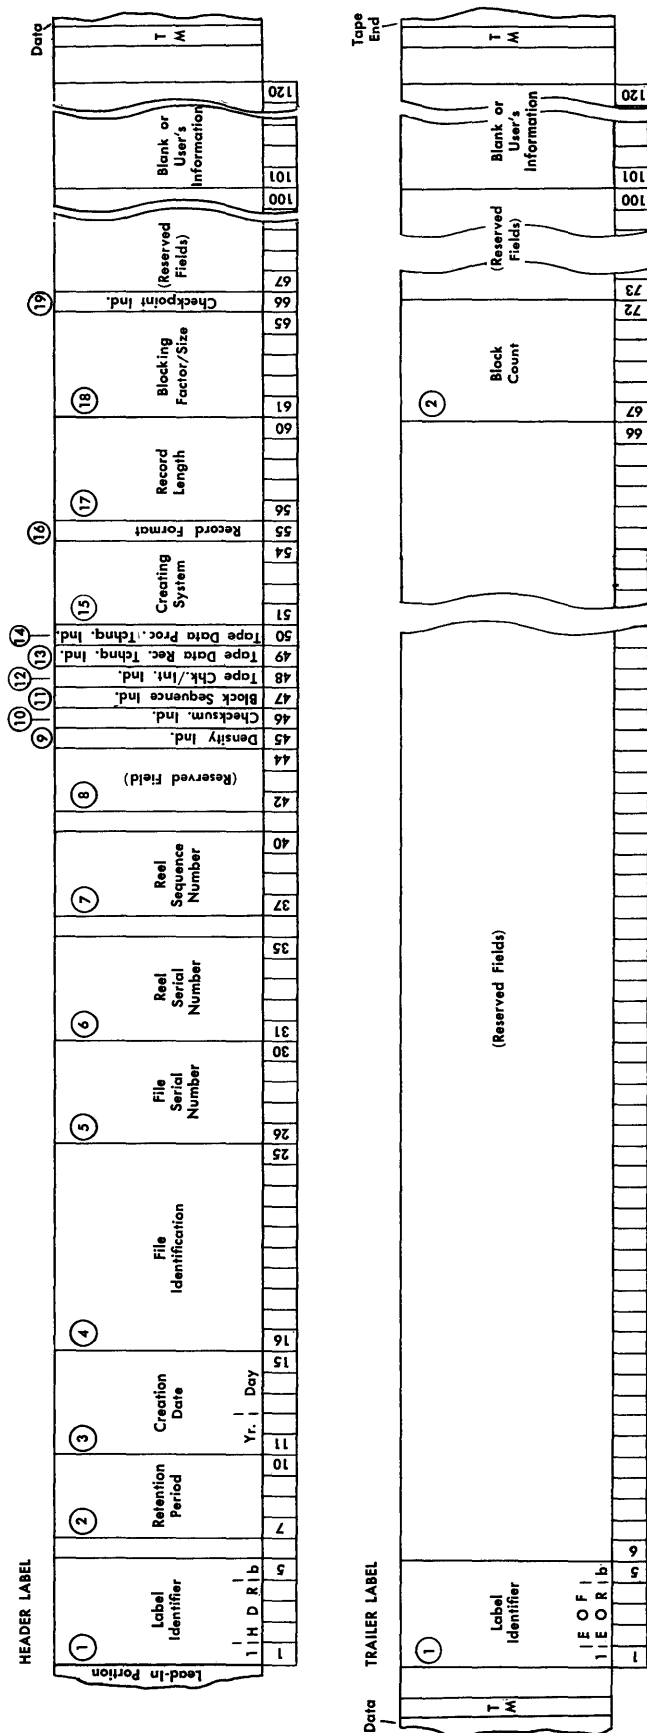 HEADER LABEL
Lead-In Portion
1
Label
Identifier
1 H D R b
2
Retention
Period
3
Creation
Date
Yr. Day
4
File
Identification
5
File
Serial
Number
6
Reel
Serial
Number
7
Reel
Sequence
Number
8
(Reserved Field)
9
Density Ind.
10
Checksum. Ind.
11
Block Sequence Ind.
12
Tape Chk./Int. Ind.
13
Tape Data Rec. Tchnq. Ind.
14
Tape Data Proc. Tchnq. Ind.
15
Creating
System
16
Record Format
17
Record
Length
18
Blocking
Factor/Size
19
Checkpoint Ind.
(Reserved
Fields)
Blank or
User's
Information
T
M
Data
1 5 7 10 11 15 16 25 26 30 31 35 37 40 42 44 45 46 47 48 49 50 51 54 55 56 60 61 65 66 67 100 101 120
TRAILER LABEL
Data
T
M
1
Label
Identifier
1 E O F b
1 E O R b
(Reserved Fields)
2
Block
Count
(Reserved
Fields)
Blank or
User's
Information
T
M
Tape
End
1 5 6 66 67 72 73 100 101 120